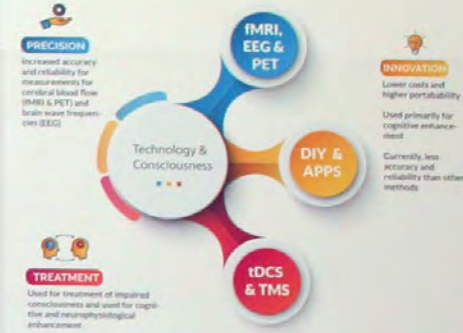 PRECISION
Increased accuracy
and reliability for
measurements for
cerebral blood flow
(fMRI & PET) and
brain wave frequen-
cies (EEG)
fMRI,
EEG &
PET
INNOVATION
Lower costs and
higher portabability
Used primarily for
cognitive enhance-
ment
Currently, less
accuracy and
reliability than other
methods
Technology &
Consciousness
DIY &
APPS
TREATMENT
Used for treatment of impaired
consciousness and used for cogni-
tive and neurophysiological
enhancement
tDCS
& TMS